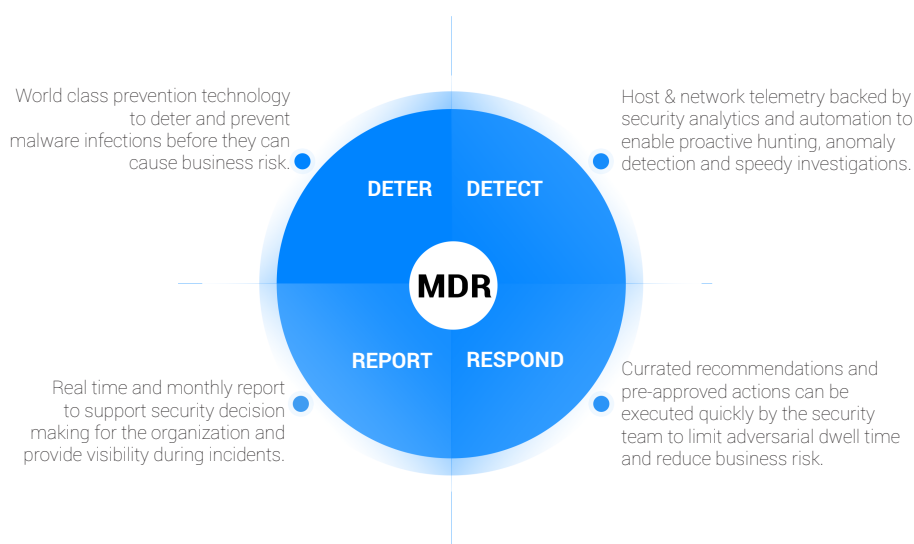 World class prevention technology
to deter and prevent
malware infections before they can
cause business risk.
Host & network telemetry backed by
security analytics and automation to
enable proactive hunting, anomaly
detection and speedy investigations.
DETER
DETECT
MDR
REPORT
RESPOND
Real time and monthly report
to support security decision
making for the organization and
provide visibility during incidents.
Currated recommendations and
pre-approved actions can be
executed quickly by the security
team to limit adversarial dwell time
and reduce business risk.